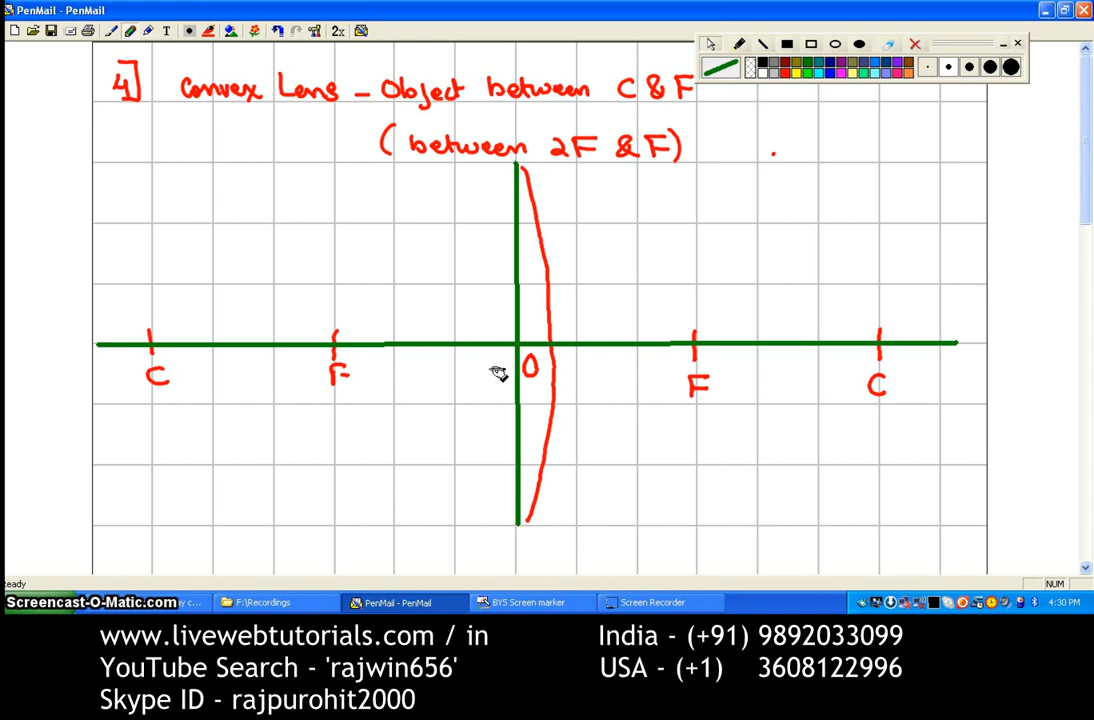 PenMail - PenMail
T
2x
4] Convex Lens - Object between C & F
( between 2F & F)
C F O F C
Ready
NUM
Screencast-O-Matic.com
F:\Recordings
PenMail - PenMail
BYS Screen marker
Screen Recorder
4:30 PM
www.livewebtutorials.com / in
India - (+91) 9892033099
YouTube Search - 'rajwin656'
USA - (+1) 3608122996
Skype ID - rajpurohit2000